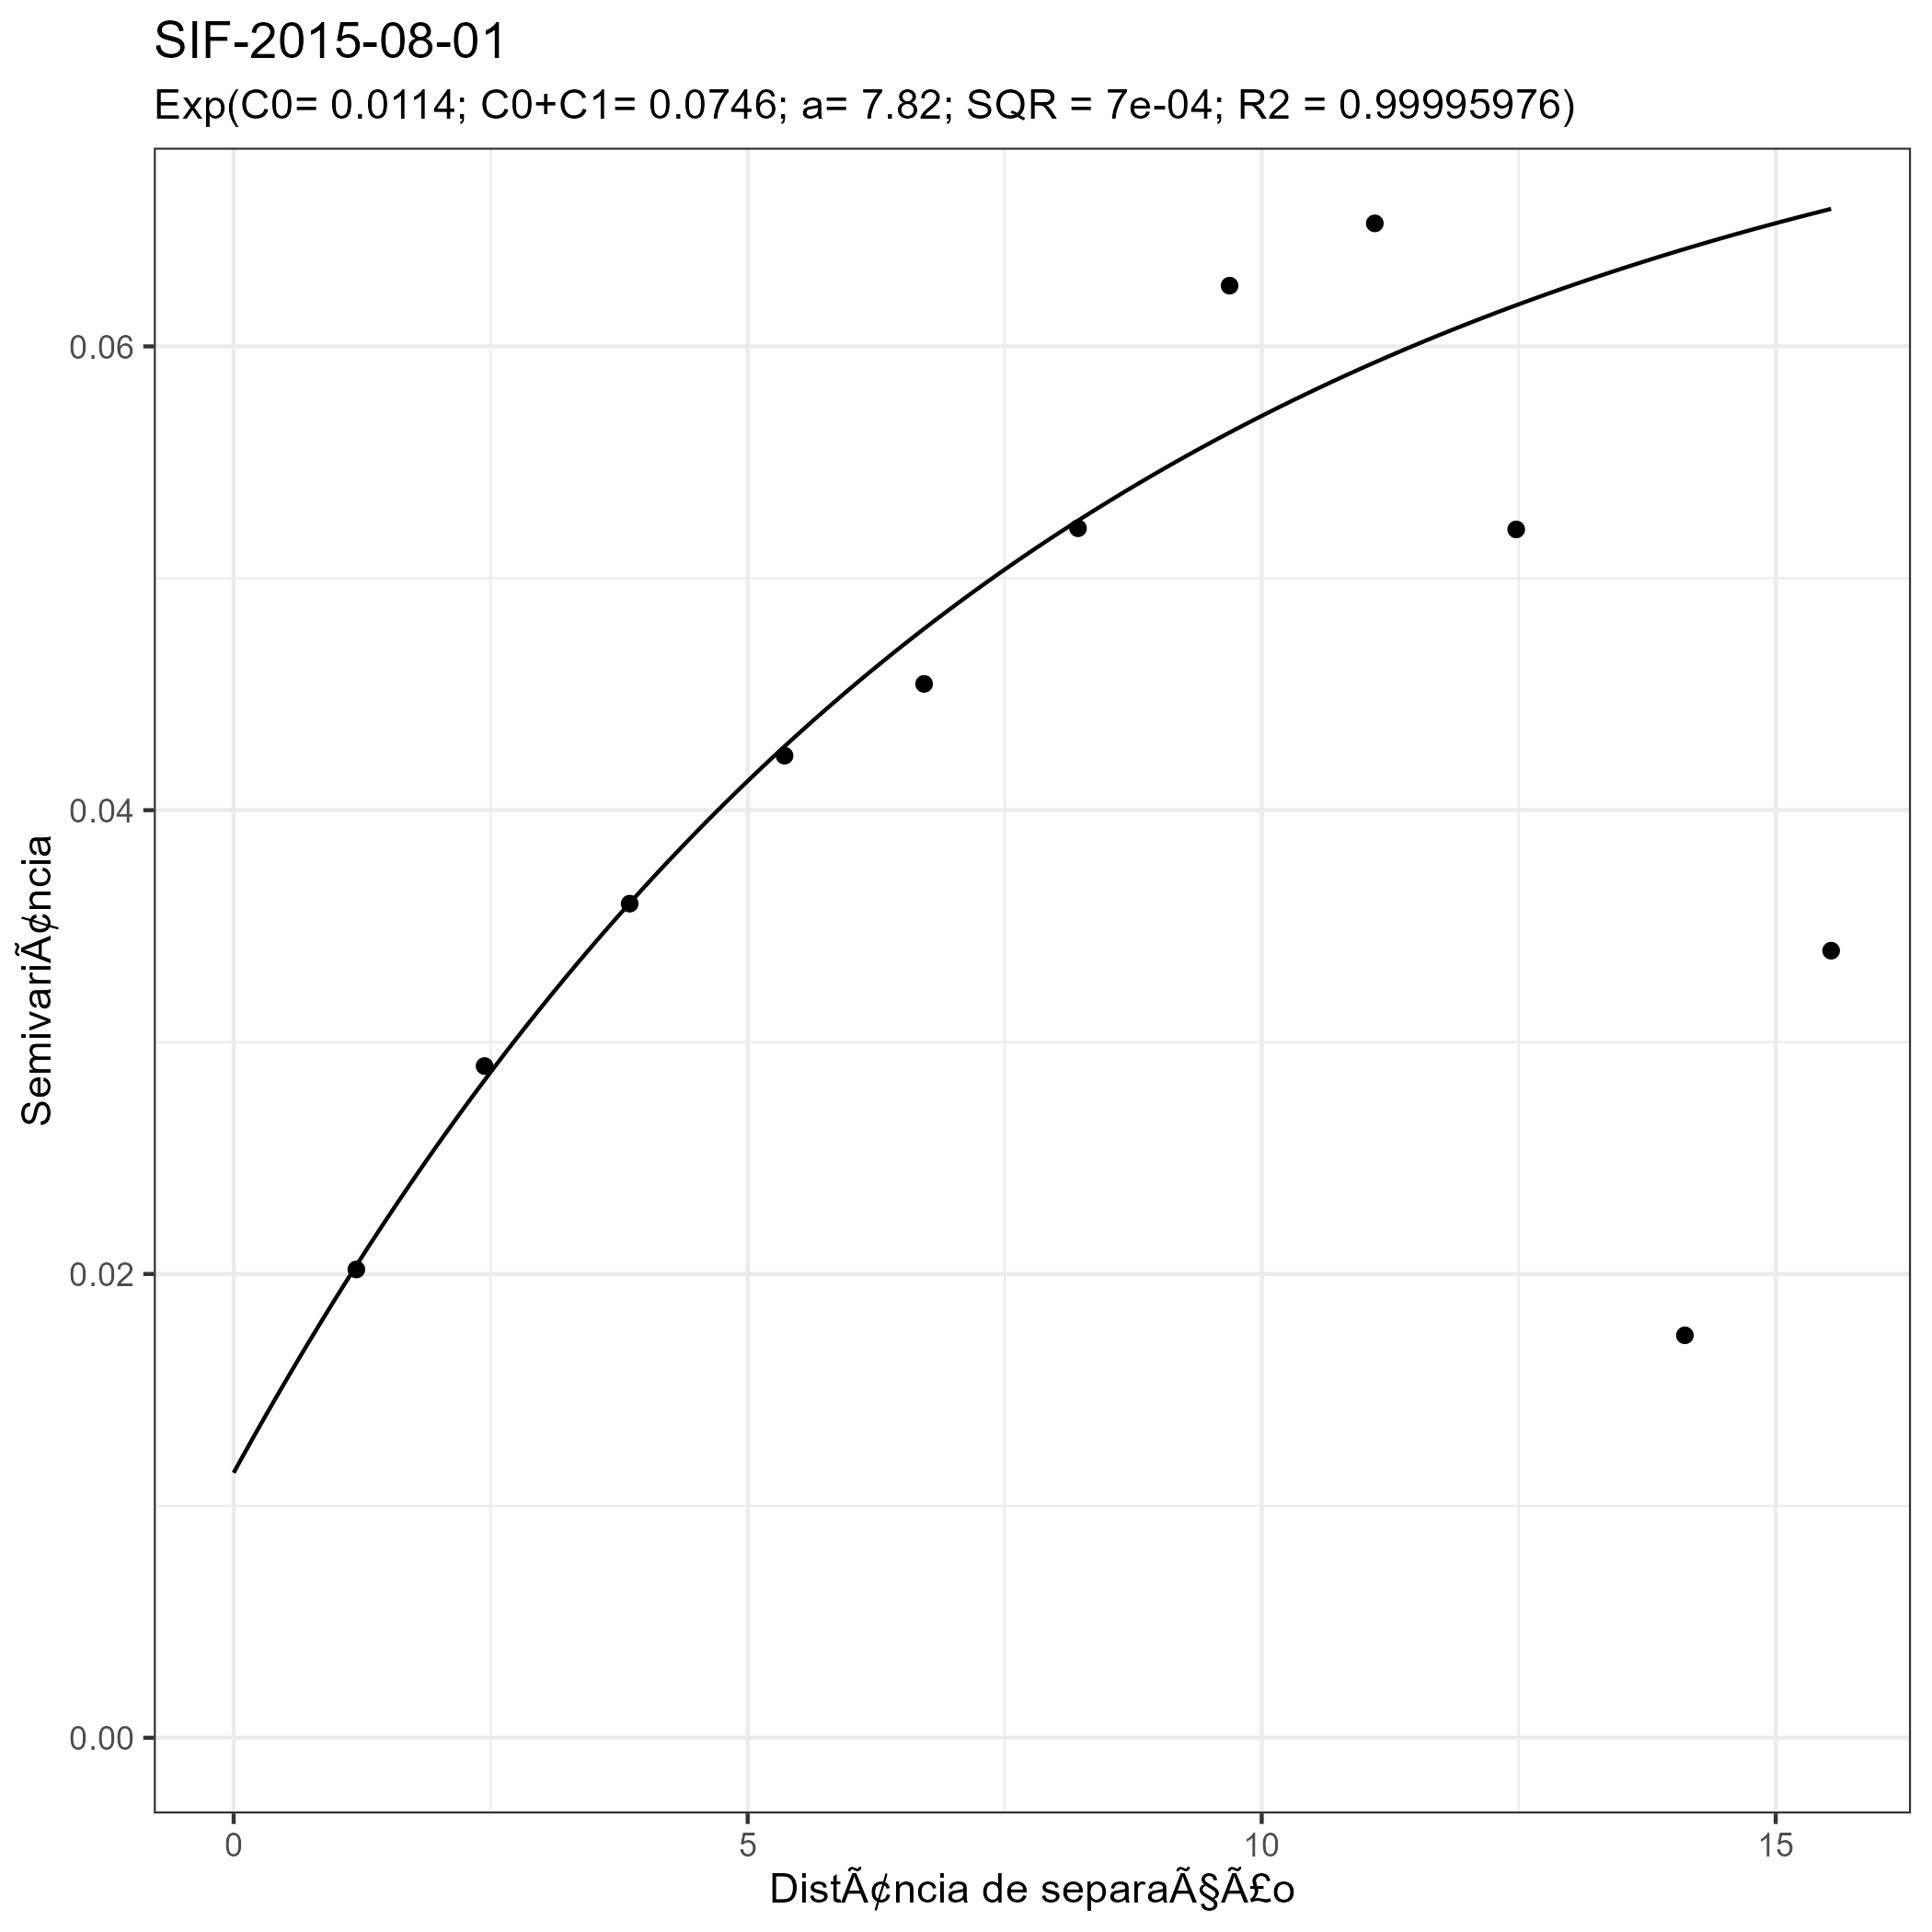 SIF-2015-08-01
Exp(C0= 0.0114; C0+C1= 0.0746; a= 7.82; SQR = 7e-04; R2 = 0.99995976)
SemivariÃ¢ncia
0.06
0.04
0.02
0.00
0 5 10 15
DistÃ¢ncia de separaÃ§Ã£o